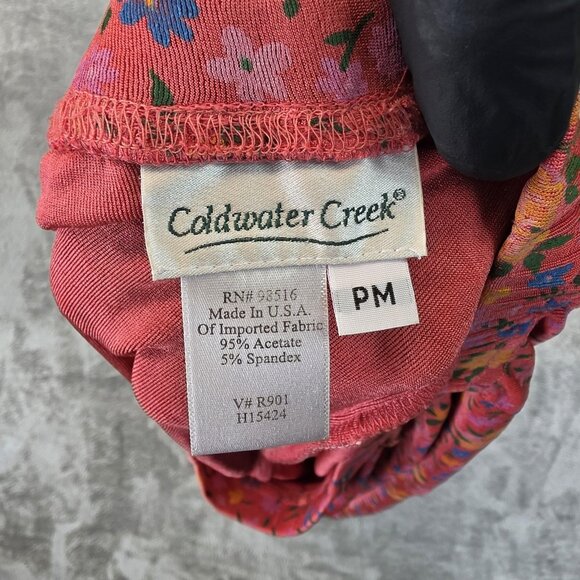 Coldwater Creek®
RN# 98516
Made In U.S.A.
Of Imported Fabric
95% Acetate
5% Spandex
V# R901
H15424
PM